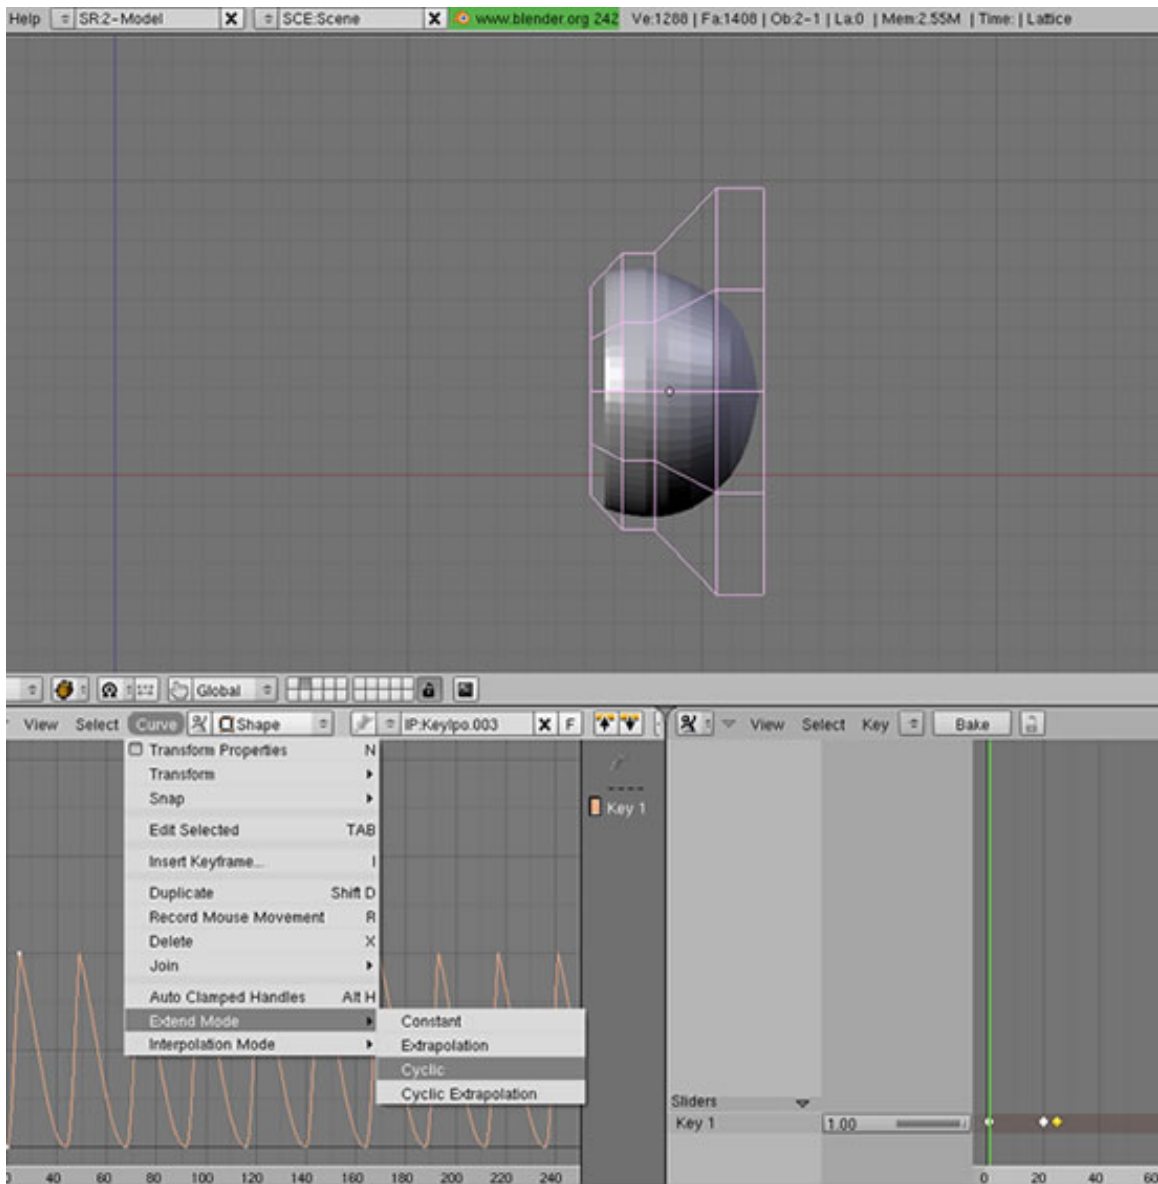 Help SR:2-Model X SCE:Scene X www.blender.org 242 Ve:1288 | Fa:1408 | Ob:2-1 | La:0 | Mem:2.55M | Time: | Lattice
Global
View Select Curve Shape IP:KeyIpo.003 X F
View Select Key Bake
Transform Properties N
Transform
Snap
Key 1
Edit Selected TAB
Insert Keyframe... I
Duplicate Shift D
Record Mouse Movement R
Delete X
Join
Auto Clamped Handles Alt H
Extend Mode
Interpolation Mode
Constant
Extrapolation
Cyclic
Cyclic Extrapolation
Sliders
Key 1 1.00
40 60 80 100 120 140 160 180 200 220 240
0 20 40 60